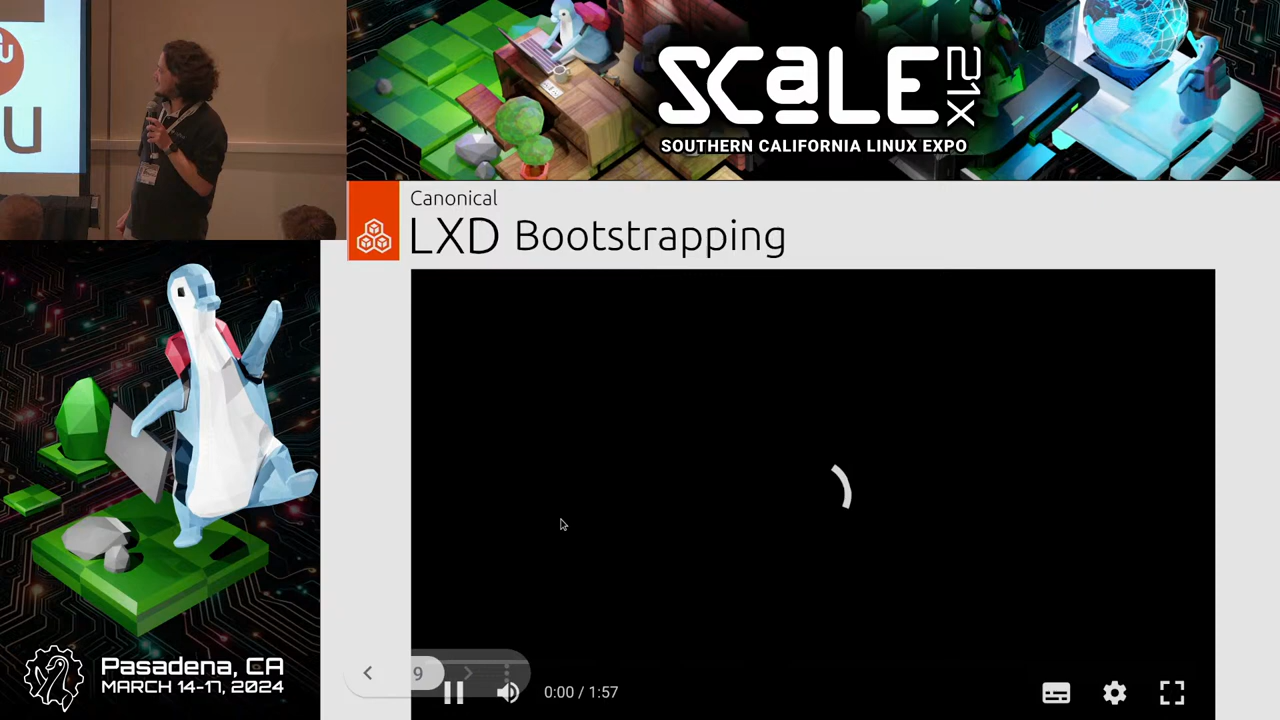 U
U
SCaLE 21X
SOUTHERN CALIFORNIA LINUX EXPO
Canonical
LXD Bootstrapping
9
0:00 / 1:57
Pasadena, CA
MARCH 14-17, 2024